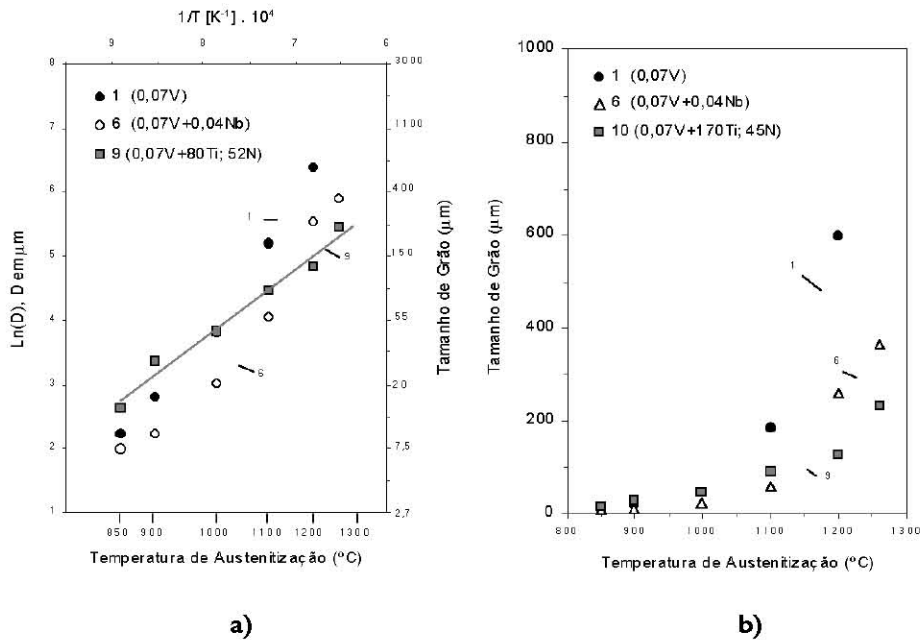 1/T [K⁻¹] . 10⁴
9 8 7 6
8
7
6
5
4
3
2
1
Ln(D), D em µm
1 (0,07V)
6 (0,07V+0,04Nb)
9 (0,07V+80Ti; 52N)
1
9
6
3000
1100
400
150
55
20
7,5
2,7
Tamanho de Grão (µm)
850 900 1000 1100 1200 1300
Temperatura de Austenitização (ºC)
a)
1000
800
600
400
200
0
Tamanho de Grão (µm)
1 (0,07V)
6 (0,07V+0,04Nb)
10 (0,07V+170Ti; 45N)
1
6
9
800 900 1000 1100 1200 1300
Temperatura de Austenitização (ºC)
b)